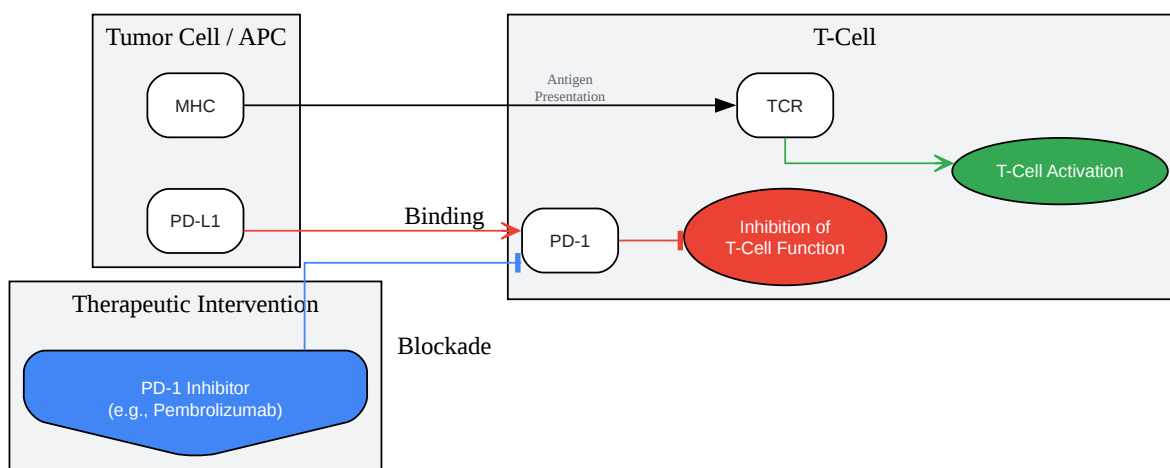 Tumor Cell / APC
T-Cell
MHC
Antigen
Presentation
TCR
T-Cell Activation
PD-L1
Binding
PD-1
Inhibition of
T-Cell Function
Therapeutic Intervention
Blockade
PD-1 Inhibitor
(e.g., Pembrolizumab)